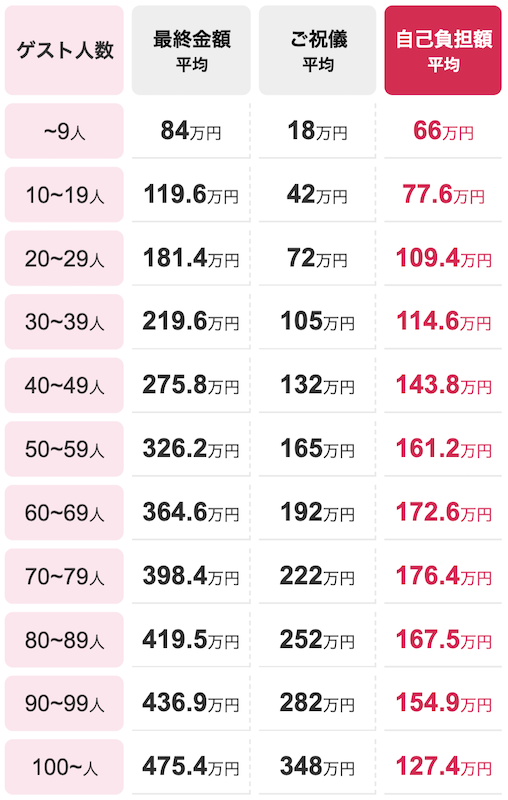 ゲスト人数 最終金額 平均 ご祝儀 平均 自己負担額 平均
~9人 84万円 18万円 66万円
10~19人 119.6万円 42万円 77.6万円
20~29人 181.4万円 72万円 109.4万円
30~39人 219.6万円 105万円 114.6万円
40~49人 275.8万円 132万円 143.8万円
50~59人 326.2万円 165万円 161.2万円
60~69人 364.6万円 192万円 172.6万円
70~79人 398.4万円 222万円 176.4万円
80~89人 419.5万円 252万円 167.5万円
90~99人 436.9万円 282万円 154.9万円
100~人 475.4万円 348万円 127.4万円